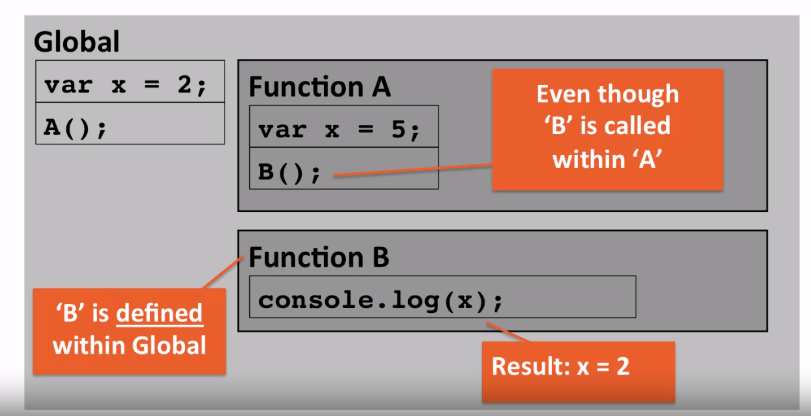 Global
var x = 2;
A();
Function A
var x = 5;
B();
Even though
‘B’ is called
within ‘A’
Function B
console.log(x);
‘B’ is defined
within Global
Result: x = 2